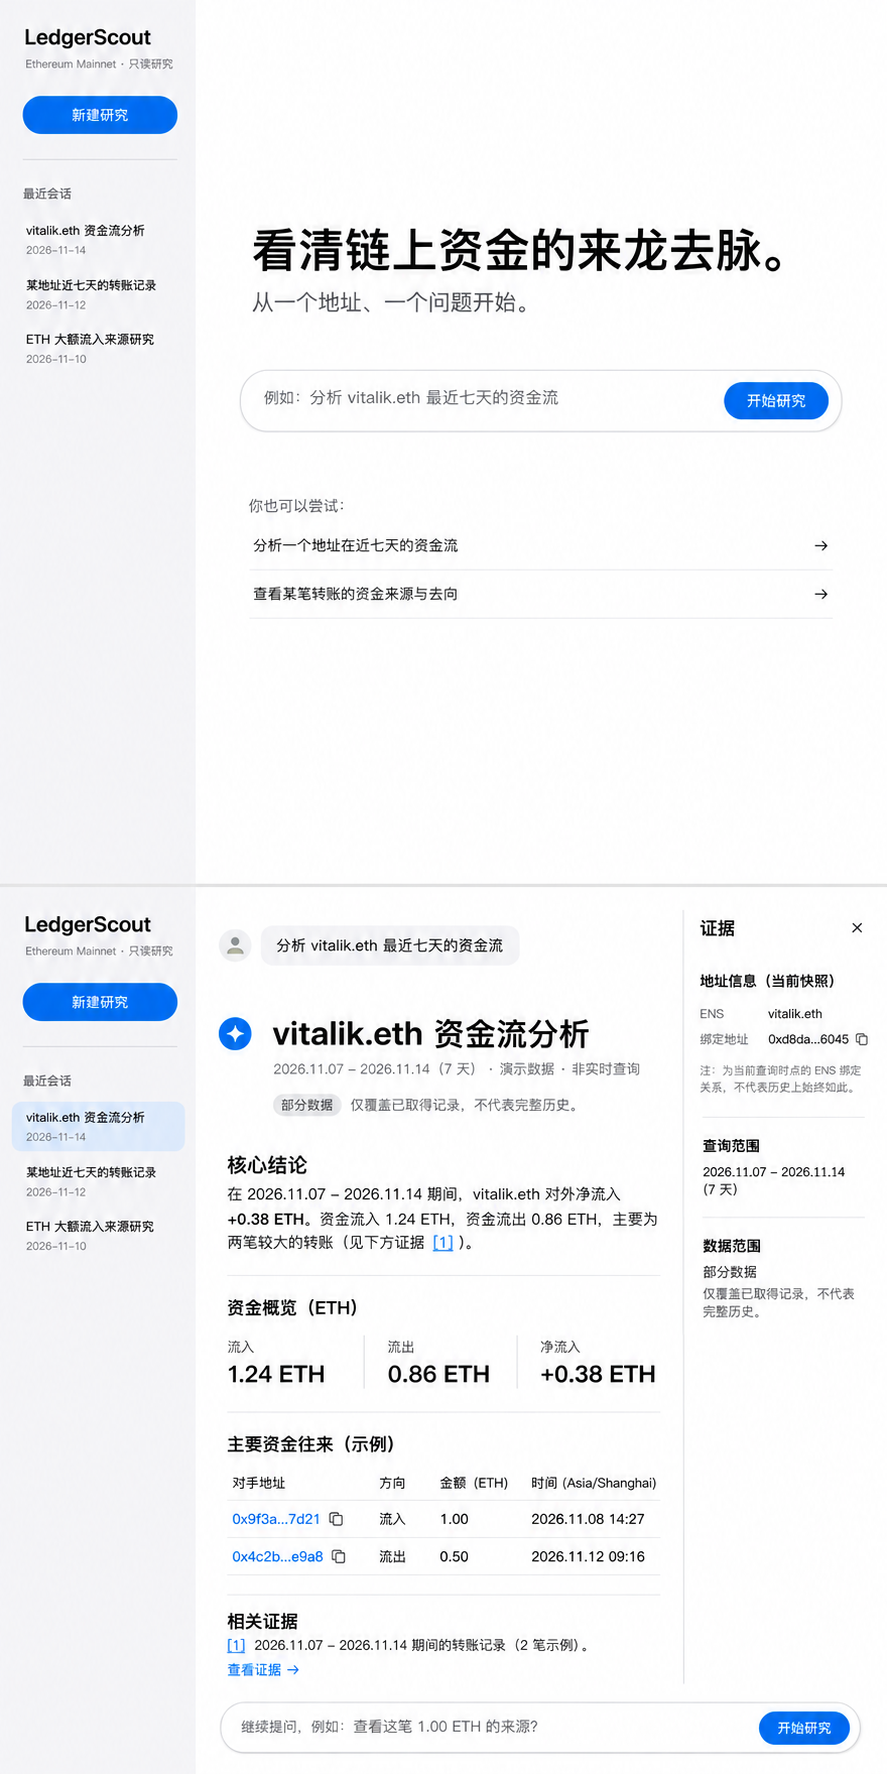 LedgerScout
Ethereum Mainnet · 只读研究
新建研究
最近会话
vitalik.eth 资金流分析
2026-11-14
某地址近七天的转账记录
2026-11-12
ETH 大额流入来源研究
2026-11-10
看清链上资金的来龙去脉。
从一个地址、一个问题开始。
例如：分析 vitalik.eth 最近七天的资金流
开始研究
你也可以尝试：
分析一个地址在近七天的资金流 →
查看某笔转账的资金来源与去向 →
LedgerScout
Ethereum Mainnet · 只读研究
新建研究
最近会话
vitalik.eth 资金流分析
2026-11-14
某地址近七天的转账记录
2026-11-12
ETH 大额流入来源研究
2026-11-10
分析 vitalik.eth 最近七天的资金流
vitalik.eth 资金流分析
2026.11.07 – 2026.11.14（7 天） · 演示数据 · 非实时查询
部分数据 仅覆盖已取得记录，不代表完整历史。
核心结论
在 2026.11.07 – 2026.11.14 期间，vitalik.eth 对外净流入
+0.38 ETH。资金流入 1.24 ETH，资金流出 0.86 ETH，主要为
两笔较大的转账（见下方证据 [1] ）。
资金概览（ETH）
流入 流出 净流入
1.24 ETH 0.86 ETH +0.38 ETH
主要资金往来（示例）
对手地址 方向 金额（ETH） 时间 (Asia/Shanghai)
0x9f3a...7d21 流入 1.00 2026.11.08 14:27
0x4c2b...e9a8 流出 0.50 2026.11.12 09:16
相关证据
[1] 2026.11.07 – 2026.11.14 期间的转账记录（2 笔示例）。
查看证据 →
继续提问，例如：查看这笔 1.00 ETH 的来源?
开始研究
证据
地址信息（当前快照）
ENS vitalik.eth
绑定地址 0xd8da...6045
注：为当前查询时点的 ENS 绑定
关系，不代表历史上始终如此。
查询范围
2026.11.07 – 2026.11.14
(7 天)
数据范围
部分数据
仅覆盖已取得记录，不代表
完整历史。